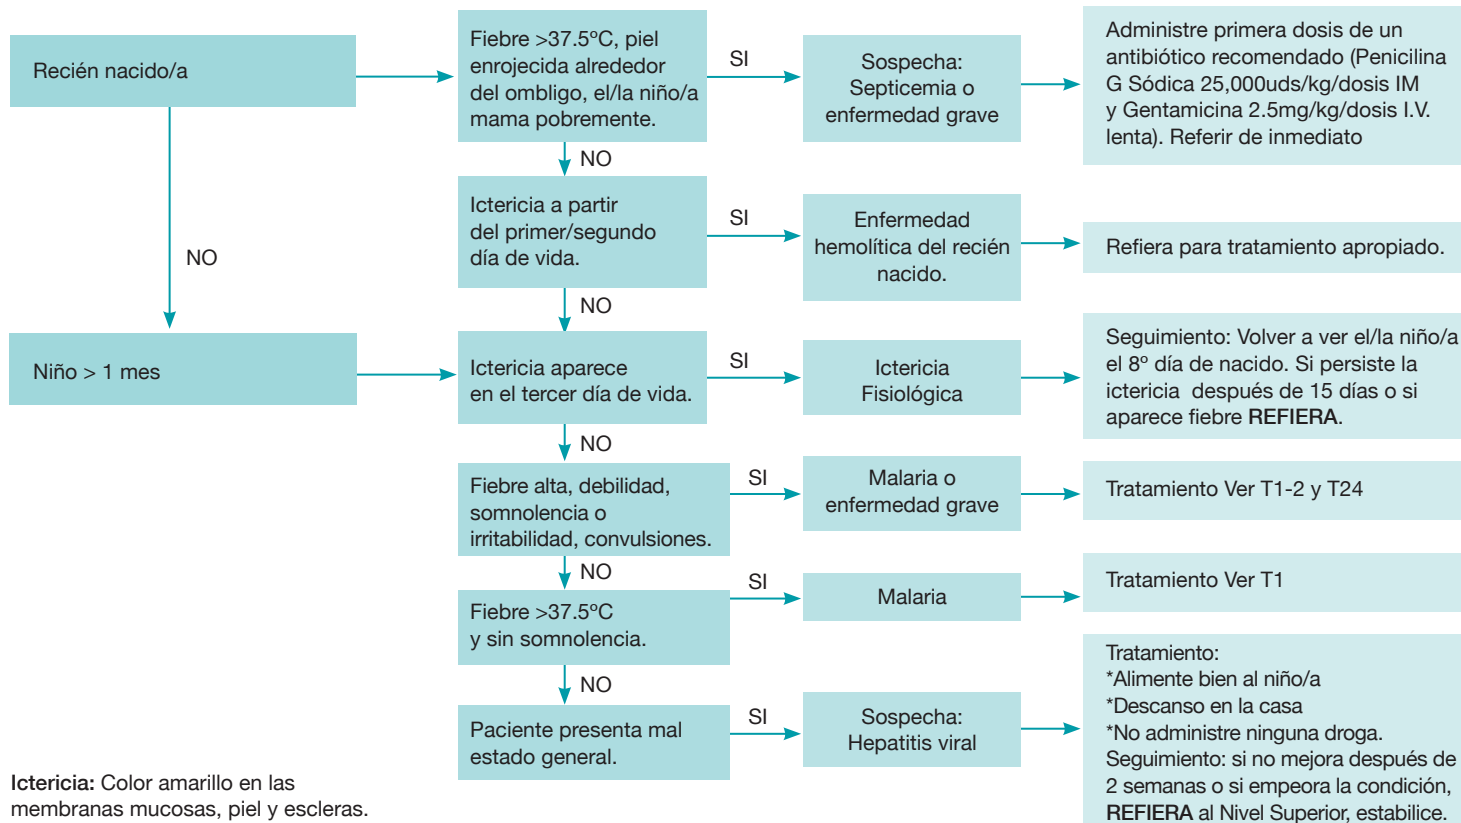 Recién nacido/a
Fiebre >37.5ºC, piel
enrojecida alrededor
del ombligo, el/la niño/a
mama pobremente.
SI
Sospecha:
Septicemia o
enfermedad grave
Administre primera dosis de un
antibiótico recomendado (Penicilina
G Sódica 25,000uds/kg/dosis IM
y Gentamicina 2.5mg/kg/dosis I.V.
lenta). Referir de inmediato
NO
Ictericia a partir
del primer/segundo
día de vida.
SI
Enfermedad
hemolítica del recién
nacido.
Refiera para tratamiento apropiado.
NO
NO
Niño > 1 mes
Ictericia aparece
en el tercer día de vida.
SI
Ictericia
Fisiológica
Seguimiento: Volver a ver el/la niño/a
el 8º día de nacido. Si persiste la
ictericia después de 15 días o si
aparece fiebre REFIERA.
NO
Fiebre alta, debilidad,
somnolencia o
irritabilidad, convulsiones.
SI
Malaria o
enfermedad grave
Tratamiento Ver T1-2 y T24
NO
Fiebre >37.5ºC
y sin somnolencia.
SI
Malaria
Tratamiento Ver T1
NO
Paciente presenta mal
estado general.
SI
Sospecha:
Hepatitis viral
Tratamiento:
*Alimente bien al niño/a
*Descanso en la casa
*No administre ninguna droga.
Seguimiento: si no mejora después de
2 semanas o si empeora la condición,
REFIERA al Nivel Superior, estabilice.
Ictericia: Color amarillo en las
membranas mucosas, piel y escleras.